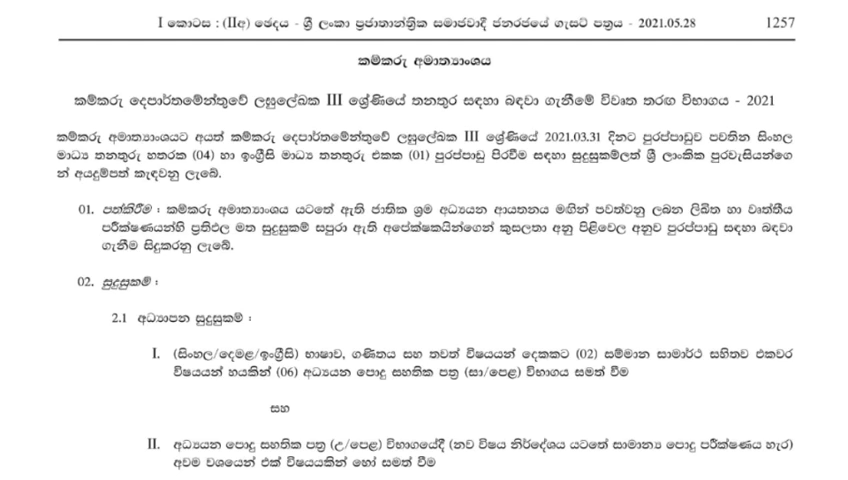 I කොටස : (IIඅ) ඡෙදය - ශ්‍රී ලංකා ප්‍රජාතාන්ත්‍රික සමාජවාදී ජනරජයේ ගැසට් පත්‍රය - 2021.05.28 1257
කම්කරු අමාත්‍යාංශය
කම්කරු දෙපාර්තමේන්තුවේ ලඝුලේඛක III ශ්‍රේණියේ තනතුර සඳහා බඳවා ගැනීමේ විවෘත තරඟ විභාගය - 2021
කම්කරු අමාත්‍යාංශයට අයත් කම්කරු දෙපාර්තමේන්තුවේ ලඝුලේඛක III ශ්‍රේණියේ 2021.03.31 දිනට පුරප්පාඩුව පවතින සිංහල
මාධ්‍ය තනතුරු හතරක (04) හා ඉංග්‍රීසි මාධ්‍ය තනතුරු එකක (01) පුරප්පාඩු පිරවීම සඳහා සුදුසුකම්ලත් ශ්‍රී ලාංකික පුරවැසියන්ගෙ
න් අයදුම්පත් කැඳවනු ලැබේ.
01. පත්කිරීම : කම්කරු අමාත්‍යාංශය යටතේ ඇති ජාතික ශ්‍රම අධ්‍යයන ආයතනය මඟින් පවත්වනු ලබන ලිඛිත හා වෘත්තීය
පරීක්ෂණයන්හි ප්‍රතිඵල මත සුදුසුකම් සපුරා ඇති අපේක්ෂකයින්ගෙන් කුසලතා අනු පිළිවෙල අනුව පුරප්පාඩු සඳහා බඳවා
ගැනීම සිදුකරනු ලැබේ.
02. සුදුසුකම් :
2.1 අධ්‍යාපන සුදුසුකම් :
I. (සිංහල/දෙමළ/ඉංග්‍රීසි) භාෂාව, ගණිතය සහ තවත් විෂයයන් දෙකකට (02) සම්මාන සාමාර්ථ සහිතව එකවර
විෂයයන් හයකින් (06) අධ්‍යයන පොදු සහතික පත්‍ර (සා/පෙළ) විභාගය සමත් වීම
සහ
II. අධ්‍යයන පොදු සහතික පත්‍ර (උ/පෙළ) විභාගයේදී (නව විෂය නිර්දේශය යටතේ සාමාන්‍ය පොදු පරීක්ෂණය හැර)
අවම වශයෙන් එක් විෂයයකින් හෝ සමත් වීම